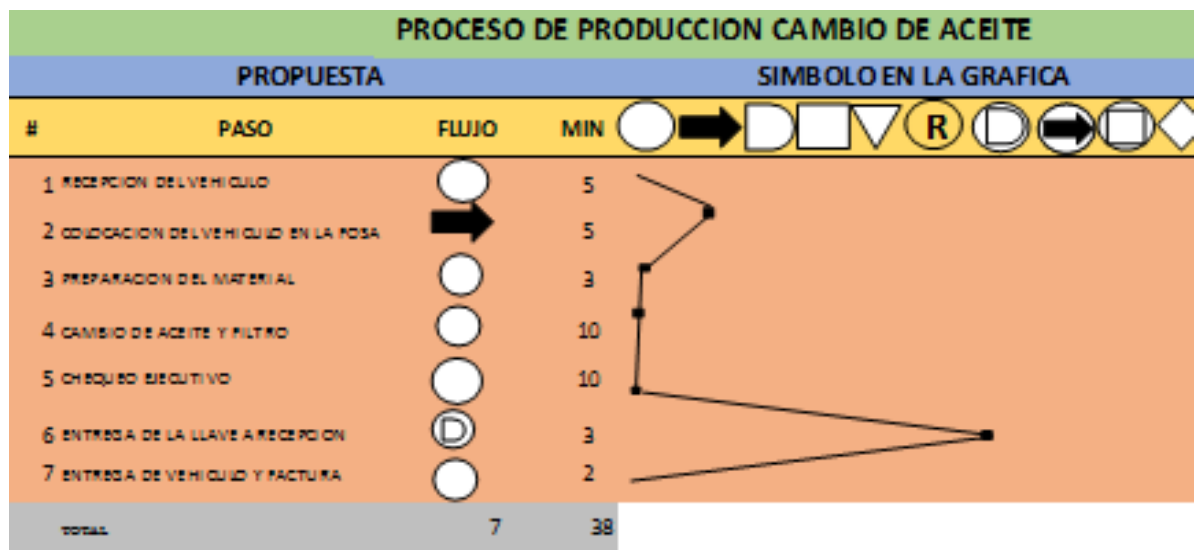 PROCESO DE PRODUCCION CAMBIO DE ACEITE
PROPUESTA SIMBOLO EN LA GRAFICA
# PASO FLUJO MIN R D
1 RECEPCION DEL VEHICULO 5
2 COLOCACION DEL VEHICULO EN LA FOSA 5
3 PREPARACION DEL MATERIAL 3
4 CAMBIO DE ACEITE Y FILTRO 10
5 CHEQUEO EJECUTIVO 10
6 ENTREGA DE LA LLAVE A RECEPCION D 3
7 ENTREGA DE VEHICULO Y FACTURA 2
TOTAL 7 38